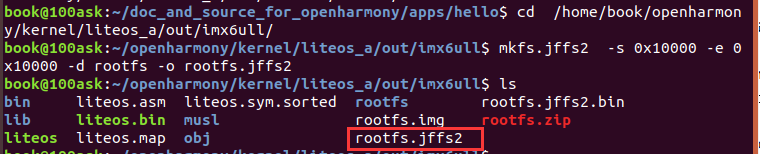 book@100ask:~/doc_and_source_for_openharmony/apps/hello$ cd  /home/book/openharmon
y/kernel/liteos_a/out/imx6ull/
book@100ask:~/openharmony/kernel/liteos_a/out/imx6ull$ mkfs.jffs2  -s 0x10000 -e 0
x10000 -d rootfs -o rootfs.jffs2
book@100ask:~/openharmony/kernel/liteos_a/out/imx6ull$ ls
bin     liteos.asm  liteos.sym.sorted  rootfs        rootfs.jffs2.bin
lib     liteos.bin  musl               rootfs.img    rootfs.zip
liteos  liteos.map  obj                rootfs.jffs2